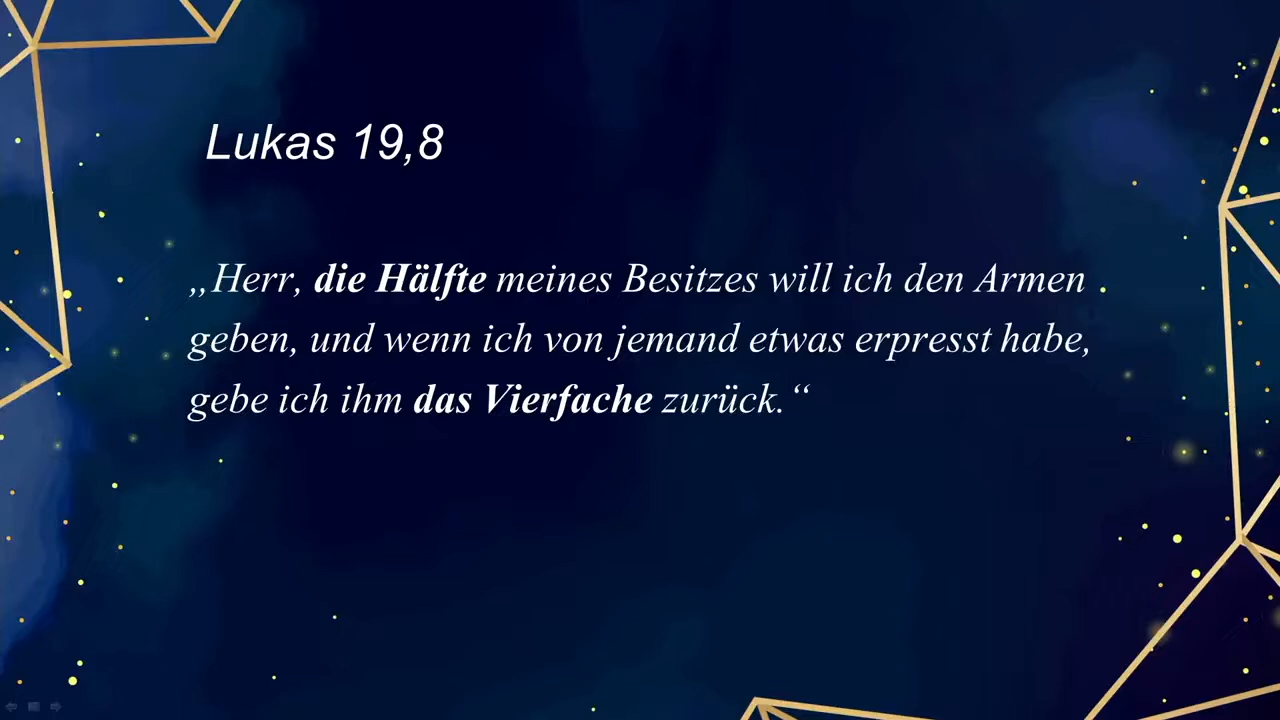 Lukas 19,8
„Herr, die Hälfte meines Besitzes will ich den Armen
geben, und wenn ich von jemand etwas erpresst habe,
gebe ich ihm das Vierfache zurück.“